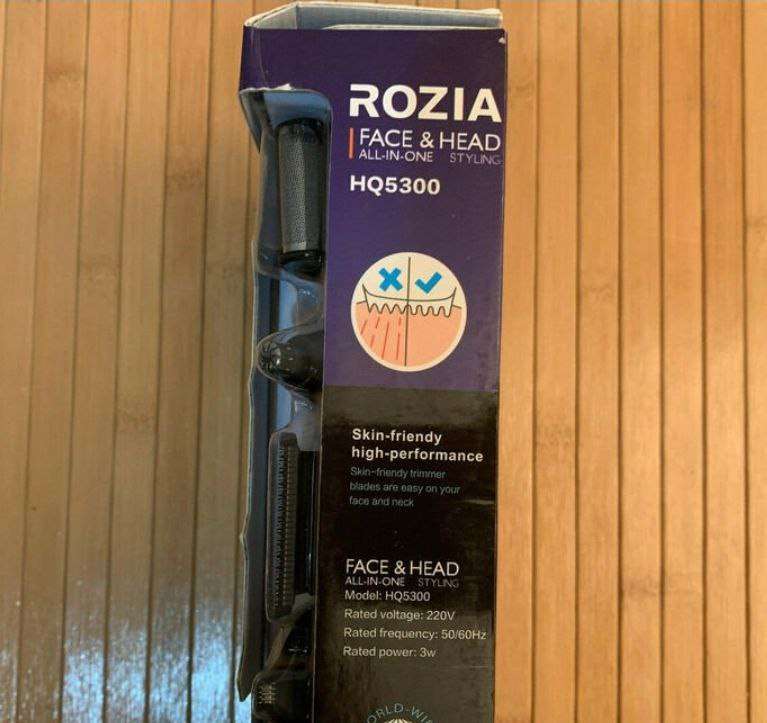 ROZIA
FACE & HEAD
ALL-IN-ONE STYLING
HQ5300
Skin-friendy
high-performance
Skin-friendly trimmer
blades are easy on your
face and neck
FACE & HEAD
ALL-IN-ONE STYLING
Model: HQ5300
Rated voltage: 220V
Rated frequency: 50/60Hz
Rated power: 3w